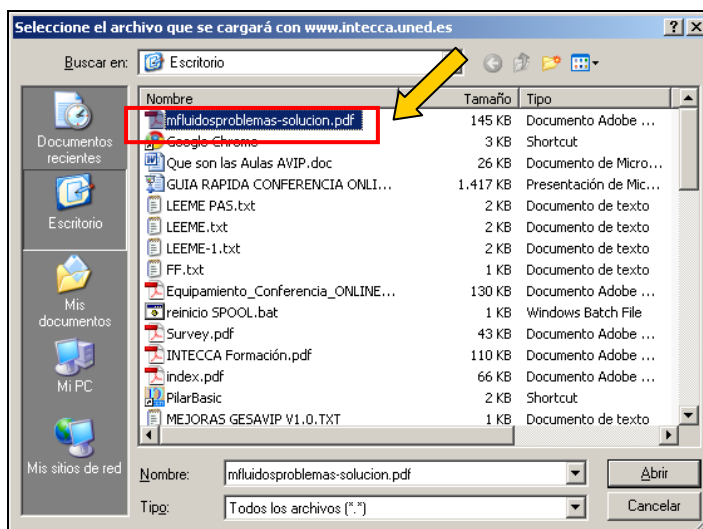 Seleccione el archivo que se cargará con www.intecca.uned.es
Buscar en: Escritorio
Nombre Tamaño Tipo
mfluidosproblemas-solucion.pdf 145 KB Documento Adobe ...
Google Chrome 3 KB Shortcut
Que son las Aulas AVIP.doc 26 KB Documento de Micro...
GUIA RAPIDA CONFERENCIA ONLI... 1.417 KB Presentación de Mic...
LEEME PAS.txt 2 KB Documento de texto
LEEME.txt 2 KB Documento de texto
LEEME-1.txt 2 KB Documento de texto
FF.txt 1 KB Documento de texto
Equipamiento_Conferencia_ONLINE... 130 KB Documento Adobe ...
reinicio SPOOL.bat 1 KB Windows Batch File
Survey.pdf 43 KB Documento Adobe ...
INTECCA Formación.pdf 110 KB Documento Adobe ...
index.pdf 66 KB Documento Adobe ...
PilarBasic 2 KB Shortcut
MEJORAS GESAVIP V1.0.TXT 1 KB Documento de texto
Documentos
recientes
Escritorio
Mis
documentos
Mi PC
Mis sitios de red
Nombre: mfluidosproblemas-solucion.pdf Abrir
Tipo: Todos los archivos (*.*) Cancelar